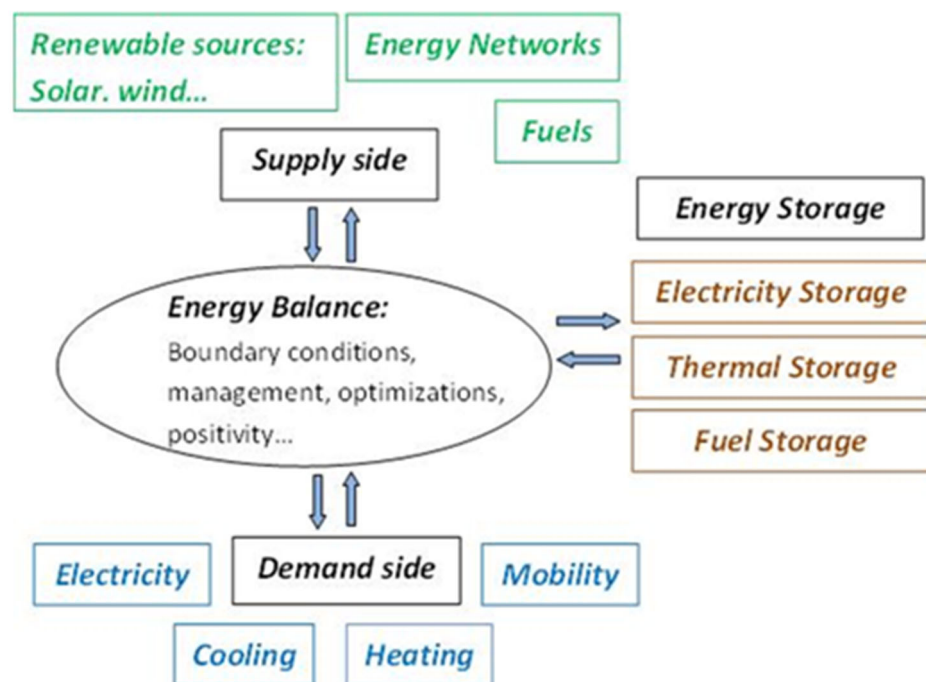 Renewable sources:
Solar. wind...
Energy Networks
Fuels
Supply side
Energy Storage
Electricity Storage
Thermal Storage
Fuel Storage
Energy Balance:
Boundary conditions,
management, optimizations,
positivity...
Electricity
Demand side
Mobility
Cooling
Heating